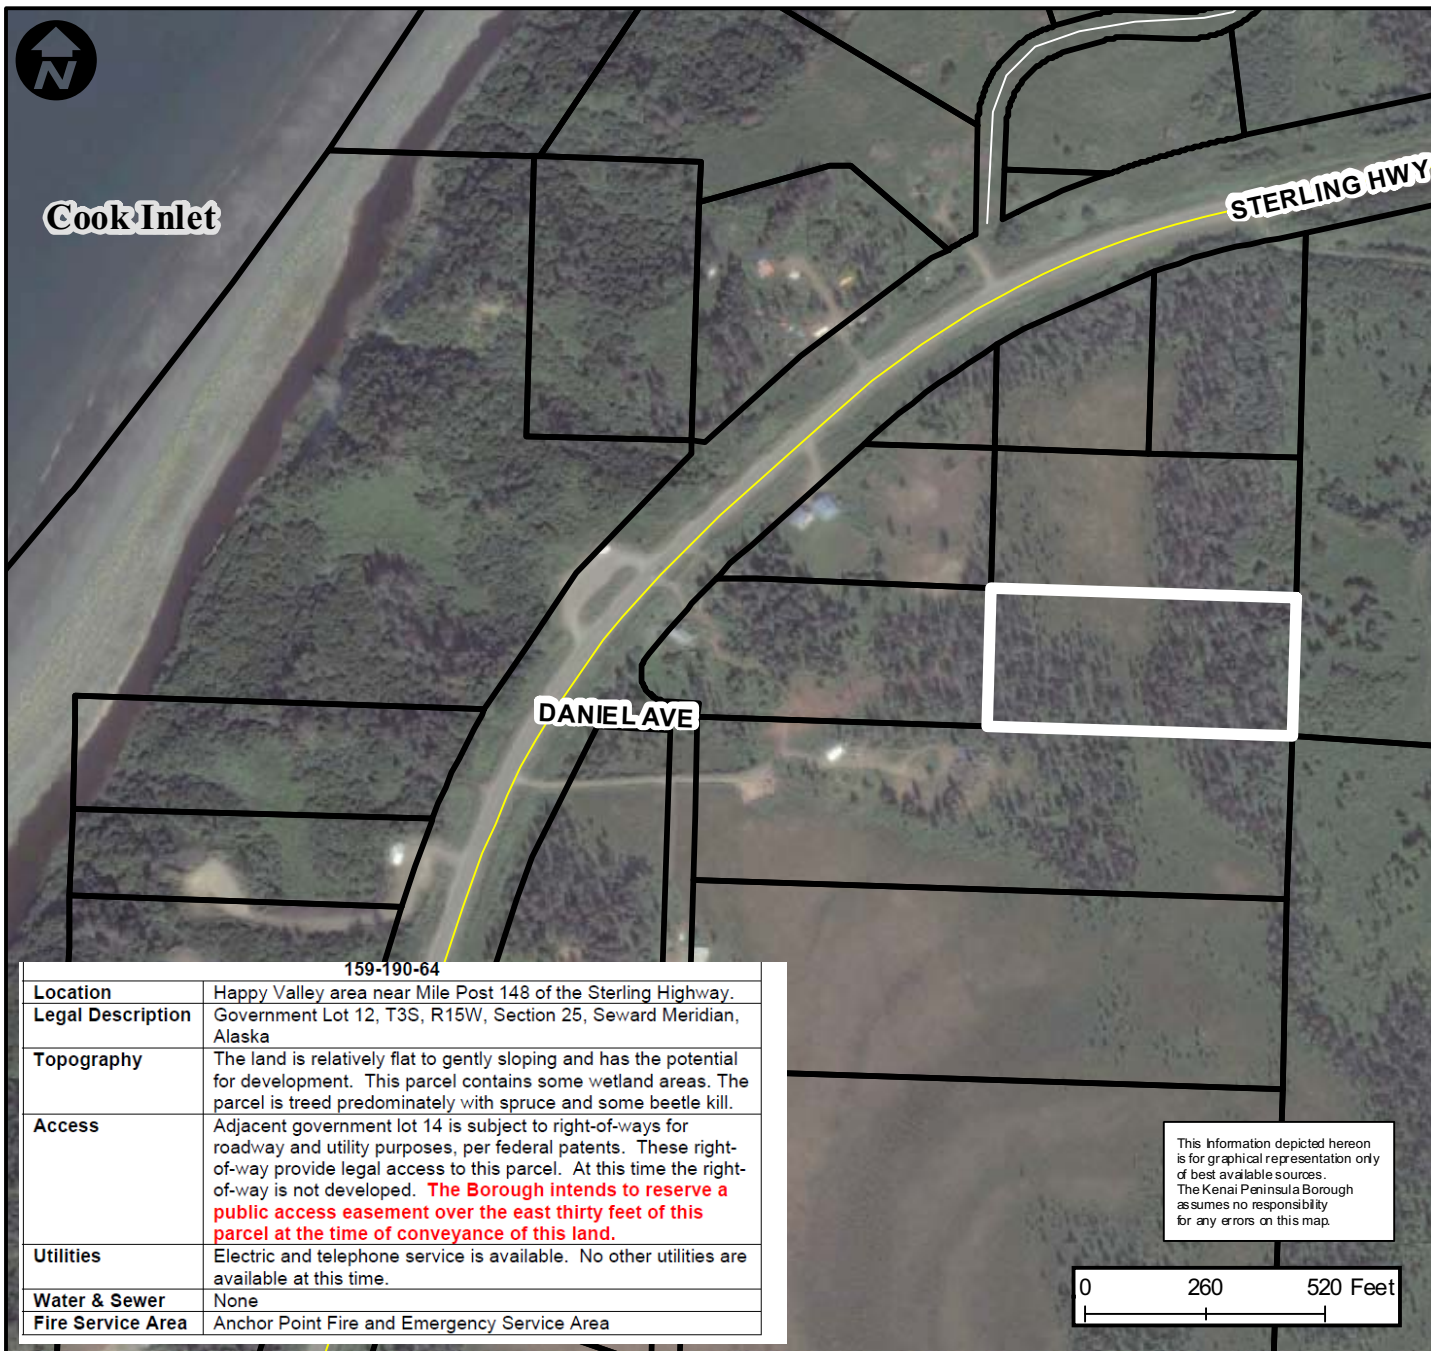 N
Cook Inlet
STERLING HWY
DANIEL AVE
159-190-64
Location Happy Valley area near Mile Post 148 of the Sterling Highway.
Legal Description Government Lot 12, T3S, R15W, Section 25, Seward Meridian,
Alaska
Topography The land is relatively flat to gently sloping and has the potential
for development. This parcel contains some wetland areas. The
parcel is treed predominately with spruce and some beetle kill.
Access Adjacent government lot 14 is subject to right-of-ways for
roadway and utility purposes, per federal patents. These right-
of-way provide legal access to this parcel. At this time the right-
of-way is not developed. The Borough intends to reserve a
public access easement over the east thirty feet of this
parcel at the time of conveyance of this land.
Utilities Electric and telephone service is available. No other utilities are
available at this time.
Water & Sewer None
Fire Service Area Anchor Point Fire and Emergency Service Area
This Information depicted hereon
is for graphical representation only
of best available sources.
The Kenai Peninsula Borough
assumes no responsibility
for any errors on this map.
0 260 520 Feet